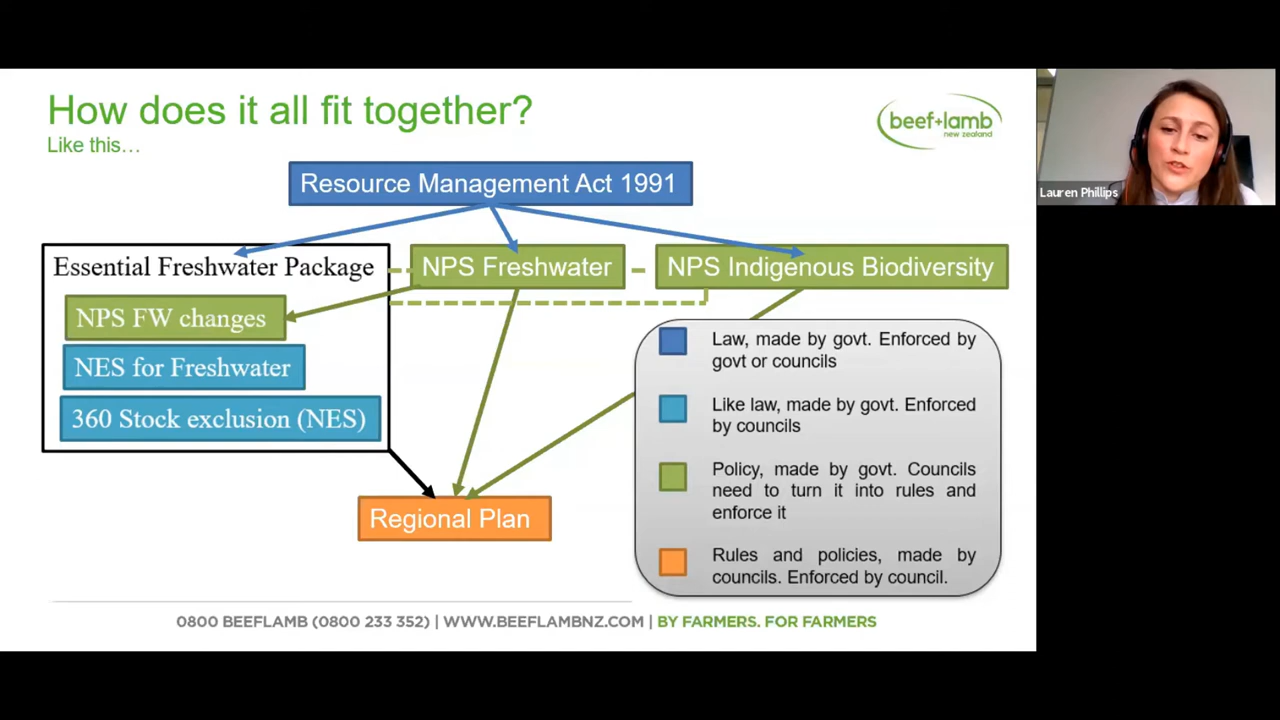 How does it all fit together?
Like this…
beef+lamb
new zealand
Lauren Phillips
Resource Management Act 1991
Essential Freshwater Package
NPS Freshwater
NPS Indigenous Biodiversity
NPS FW changes
NES for Freshwater
360 Stock exclusion (NES)
Regional Plan
Law, made by govt. Enforced by
govt or councils
Like law, made by govt. Enforced
by councils
Policy, made by govt. Councils
need to turn it into rules and
enforce it
Rules and policies, made by
councils. Enforced by council.
0800 BEEFLAMB (0800 233 352) | WWW.BEEFLAMBNZ.COM | BY FARMERS. FOR FARMERS